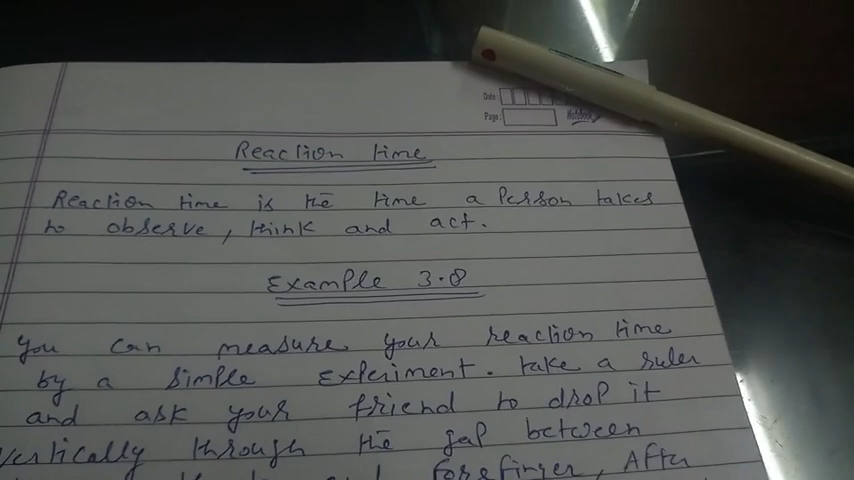 Date
Page:
Reaction time
Reaction time is the time a Person takes
to observe, think and act.
Example 3.8
You can measure your reaction time
by a simple experiment. take a ruler
and ask your friend to drop it
vertically through the gap between
forefinger, After